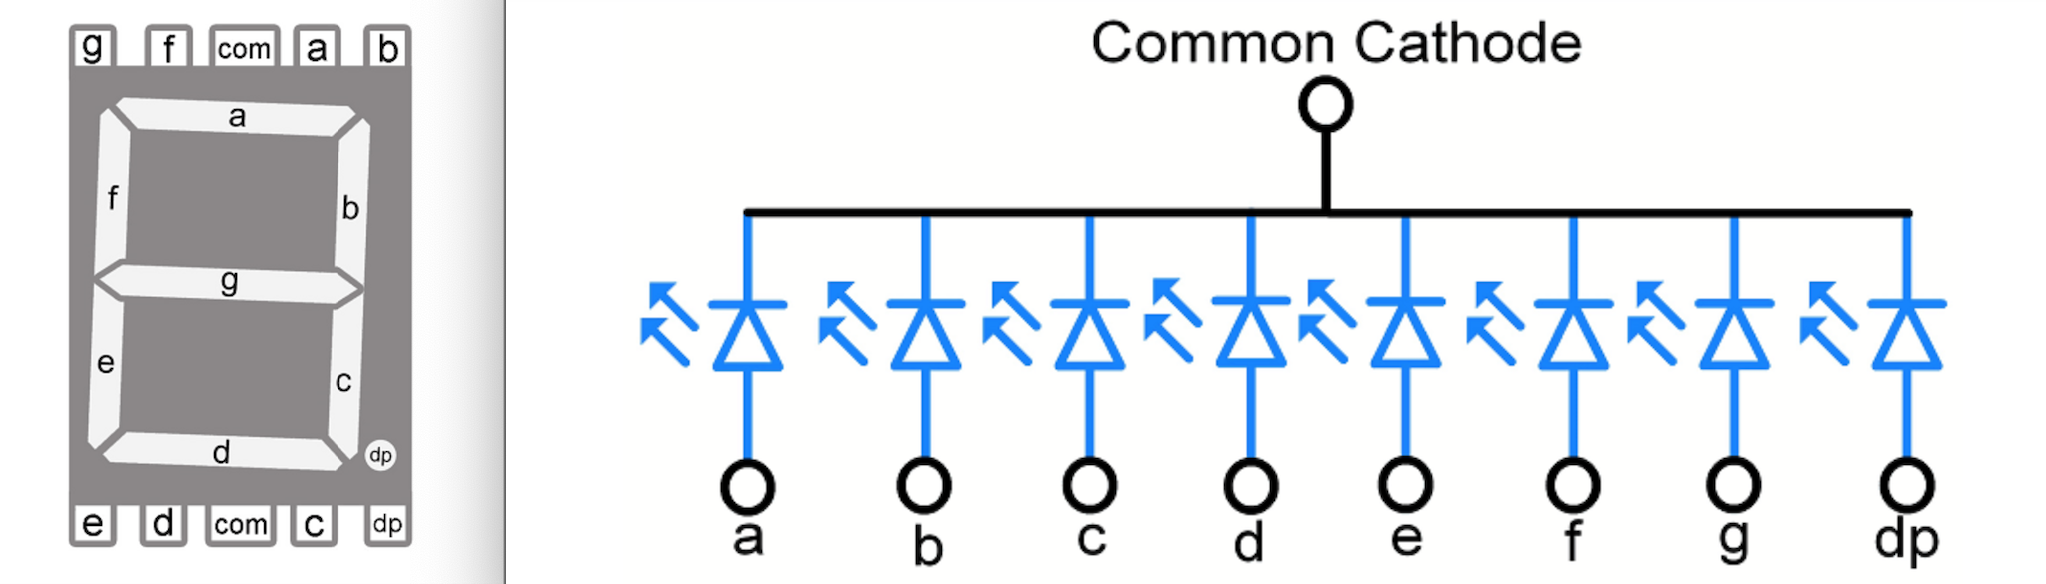 g f com a b
a
f
b
g
e
c
d
dp
e d com c dp
Common Cathode
a b c d e f g dp